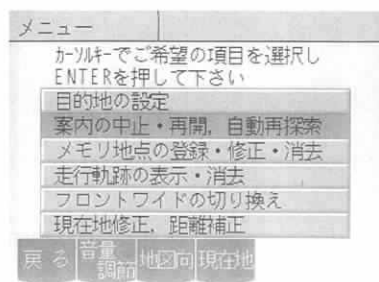 メニュー
カーソルキーでご希望の項目を選択し
ENTERを押して下さい
目的地の設定
案内の中止・再開，自動再探索
メモリ地点の登録・修正・消去
走行軌跡の表示・消去
フロントワイドの切り換え
現在地修正，距離補正
戻る 音量調節 地図向 現在地